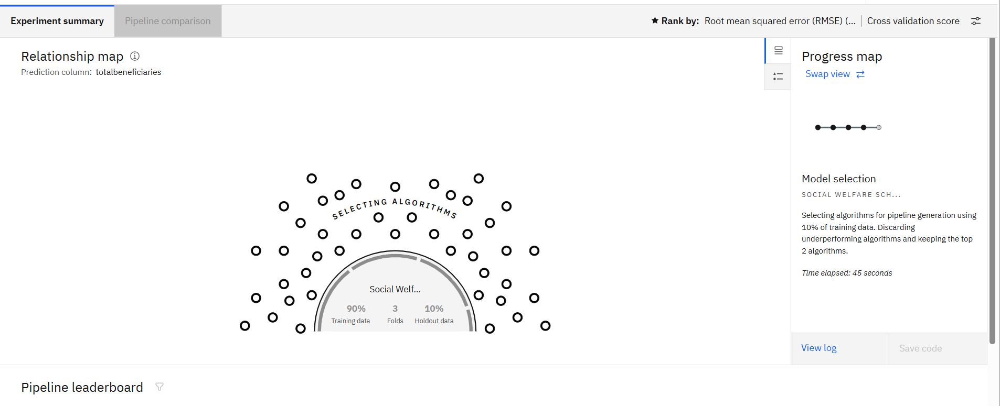 Experiment summary
Pipeline comparison
Rank by: Root mean squared error (RMSE) (... | Cross validation score
Relationship map
Prediction column: totalbeneficiaries
SELECTING ALGORITHMS
Social Welf...
90% 3 10%
Training data Folds Holdout data
Progress map
Swap view
Model selection
SOCIAL WELFARE SCH...
Selecting algorithms for pipeline generation using
10% of training data. Discarding
underperforming algorithms and keeping the top
2 algorithms.
Time elapsed: 45 seconds
View log
Save code
Pipeline leaderboard